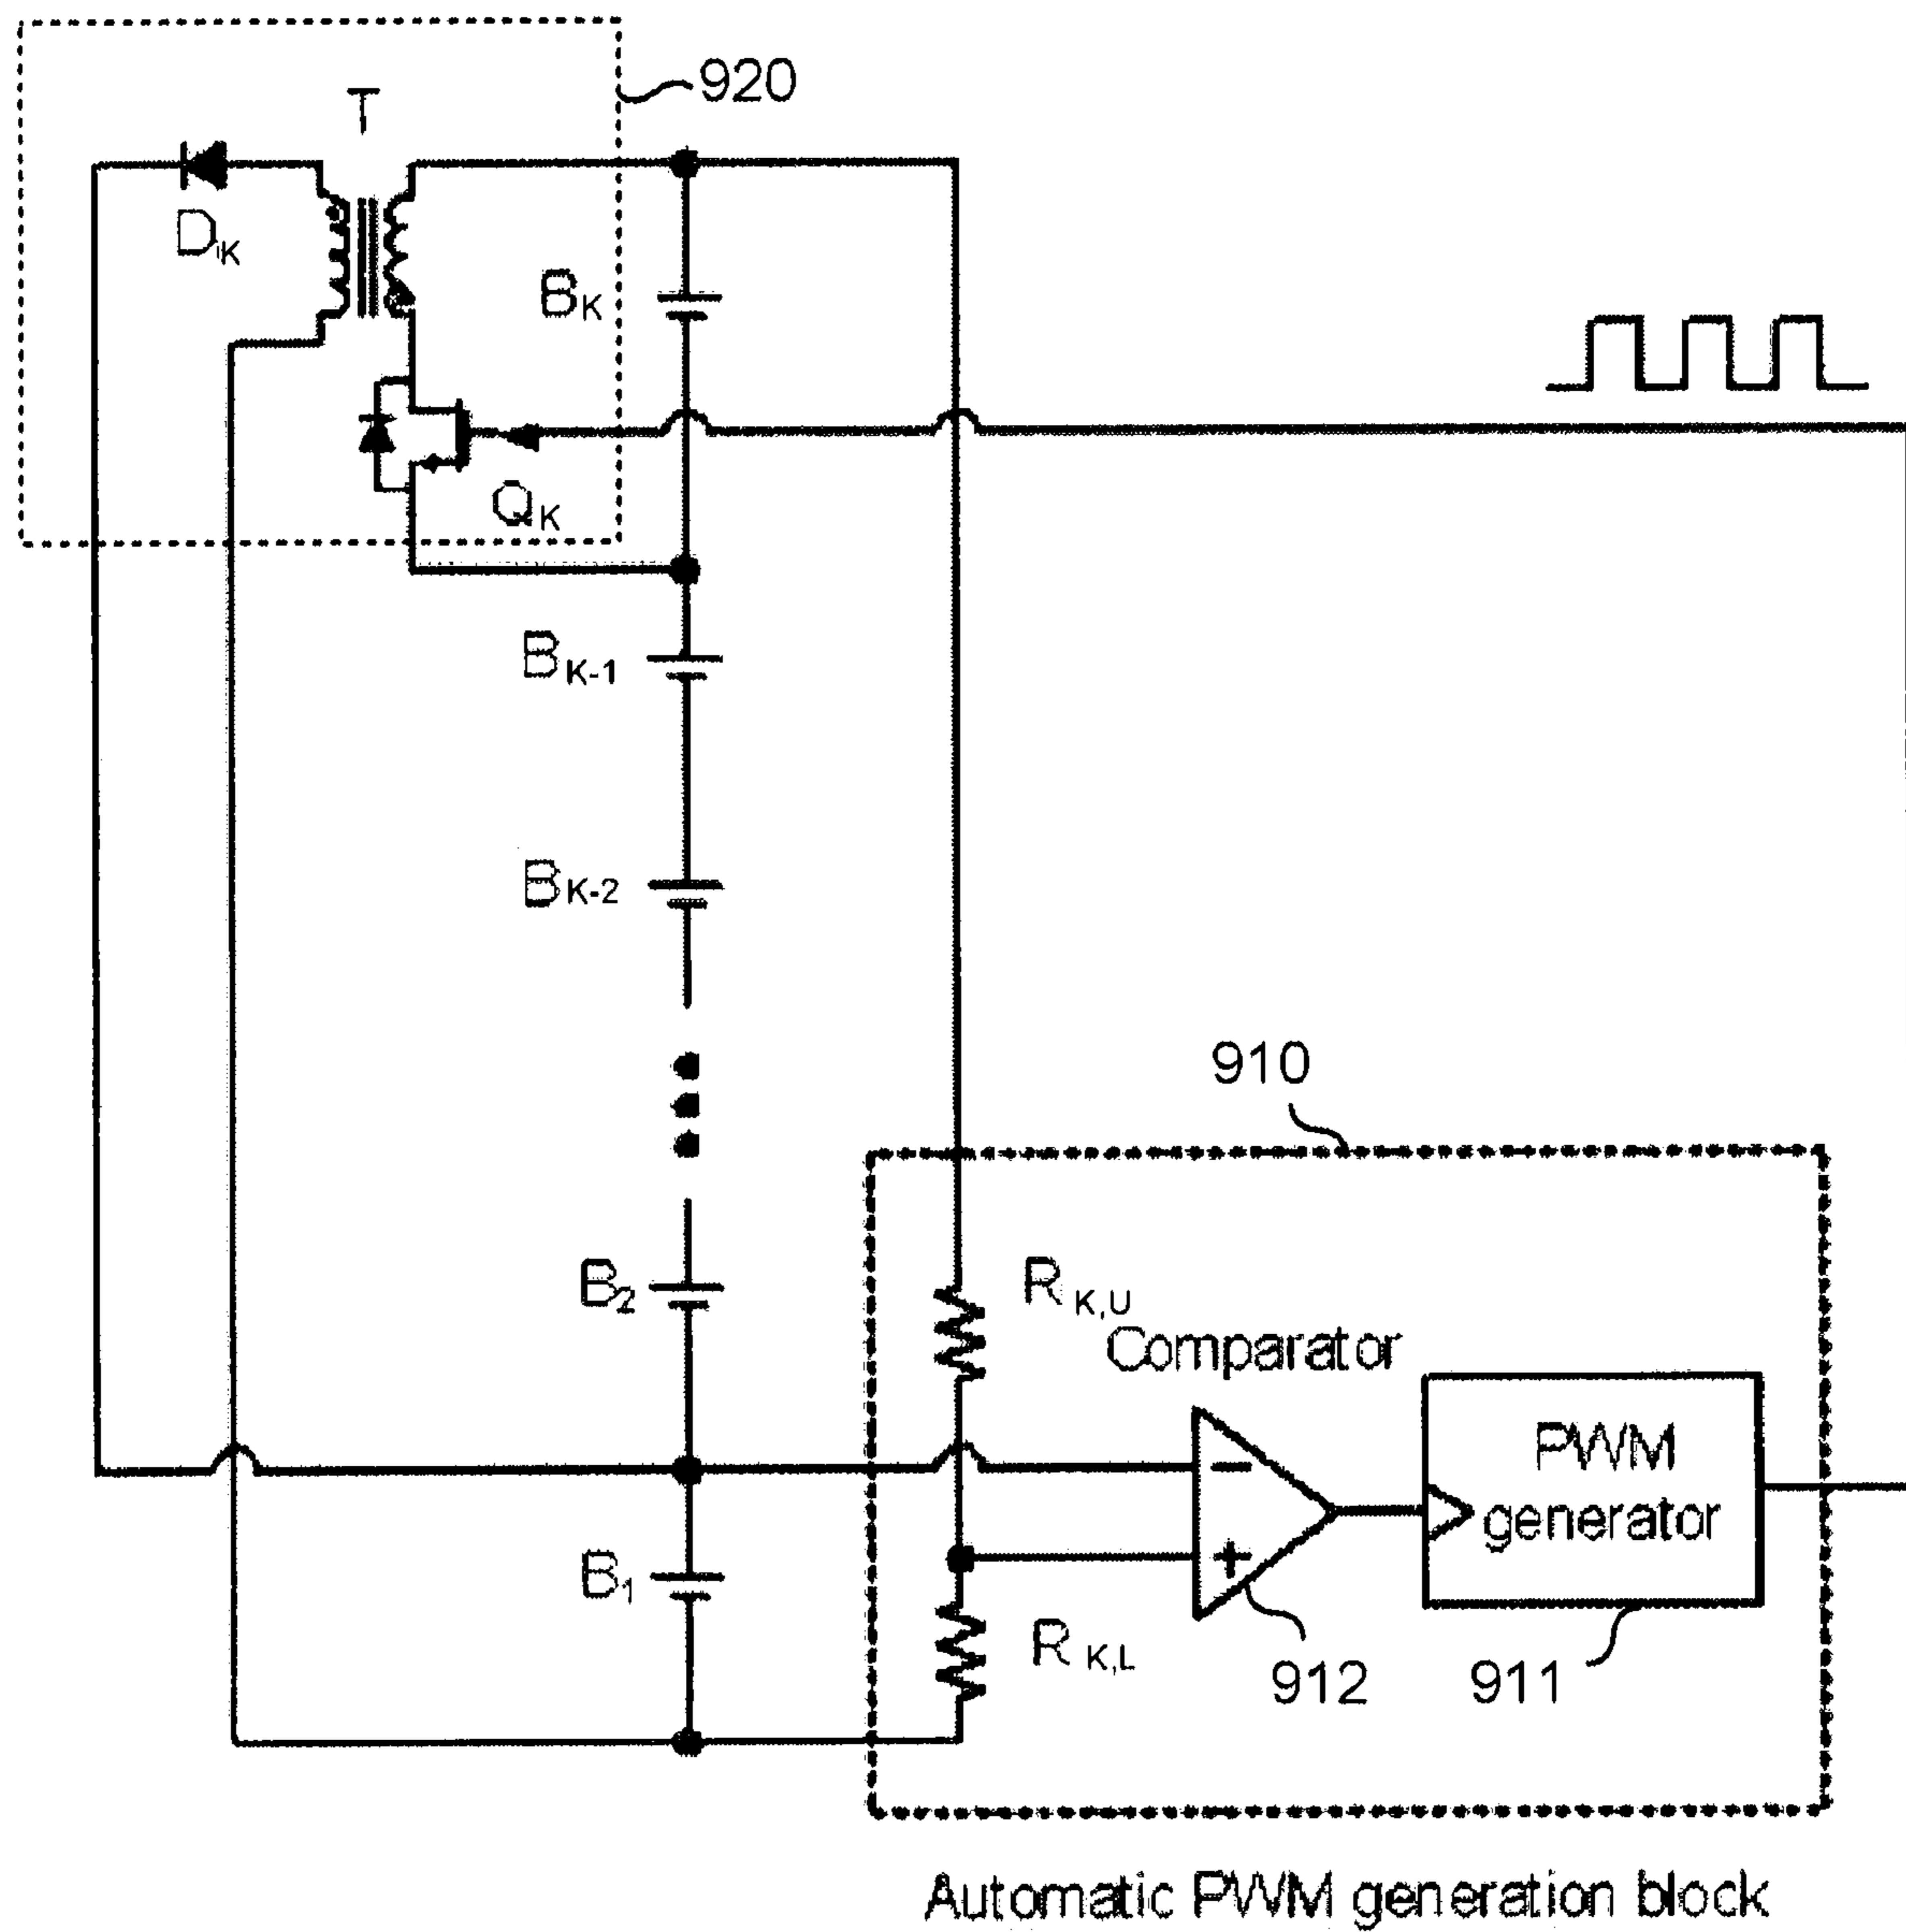 920
T
D_K
B_K
Q_K
B_K-1
B_K-2
910
B_2
R_K,U
Comparator
PWM
generator
-
+
B_1
R_K,L
912
911
Automatic PWM generation block